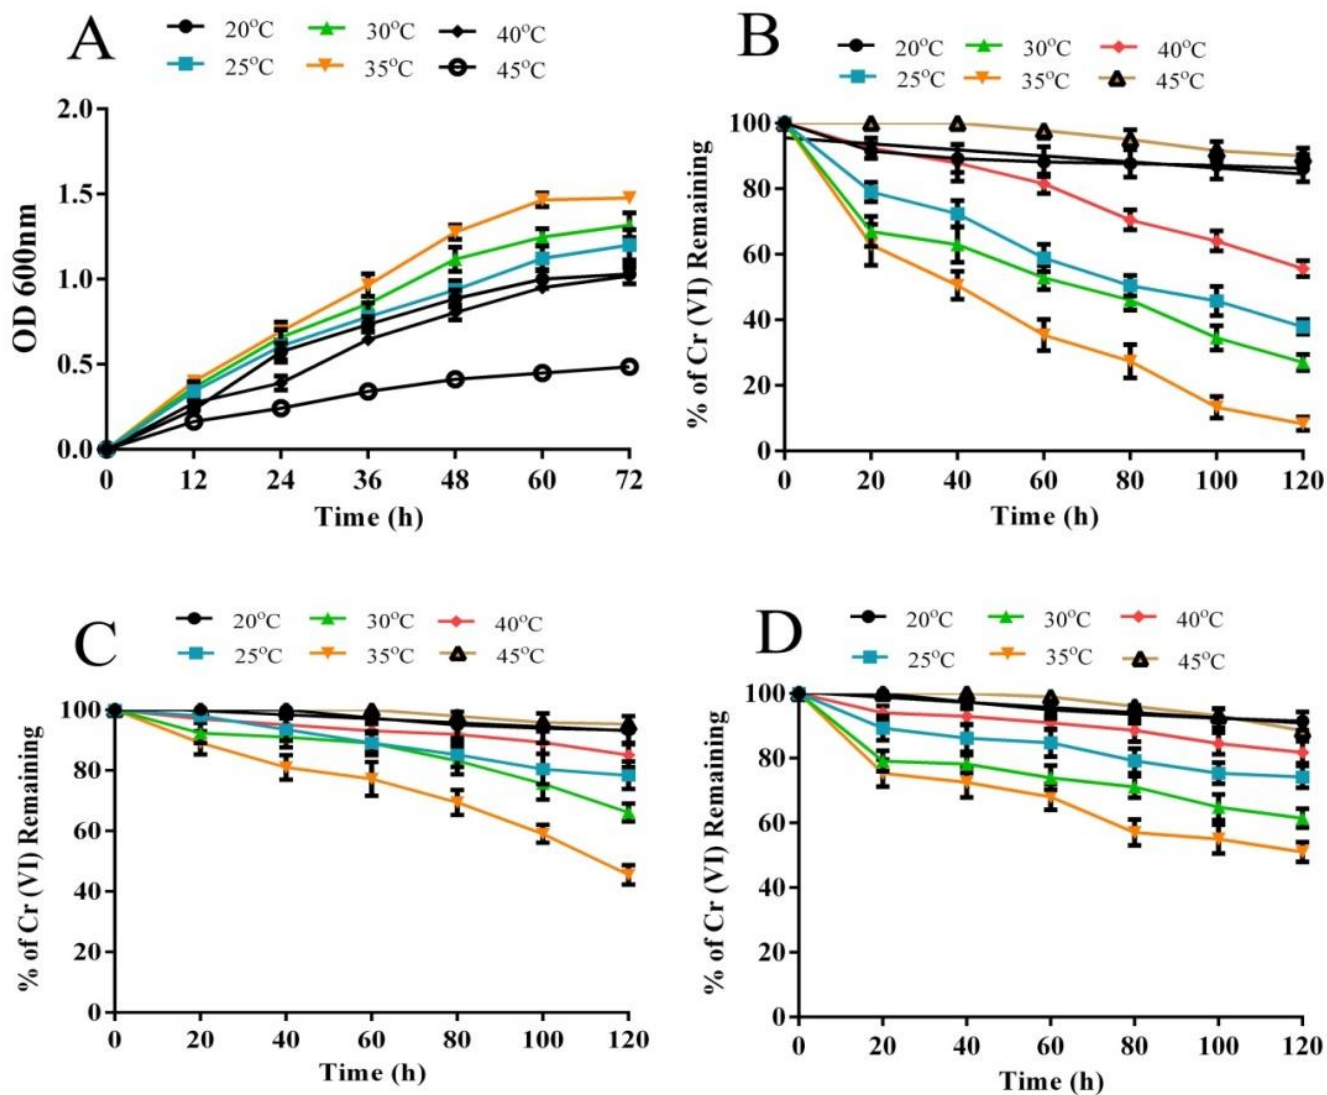 A
20°C 30°C 40°C
25°C 35°C 45°C
OD 600nm
2.0
1.5
1.0
0.5
0.0
0 12 24 36 48 60 72
Time (h)
B
20°C 30°C 40°C
25°C 35°C 45°C
% of Cr (VI) Remaining
100
80
60
40
20
0
0 20 40 60 80 100 120
Time (h)
C
20°C 30°C 40°C
25°C 35°C 45°C
% of Cr (VI) Remaining
100
80
60
40
20
0
0 20 40 60 80 100 120
Time (h)
D
20°C 30°C 40°C
25°C 35°C 45°C
% of Cr (VI) Remaining
100
80
60
40
20
0
0 20 40 60 80 100 120
Time (h)